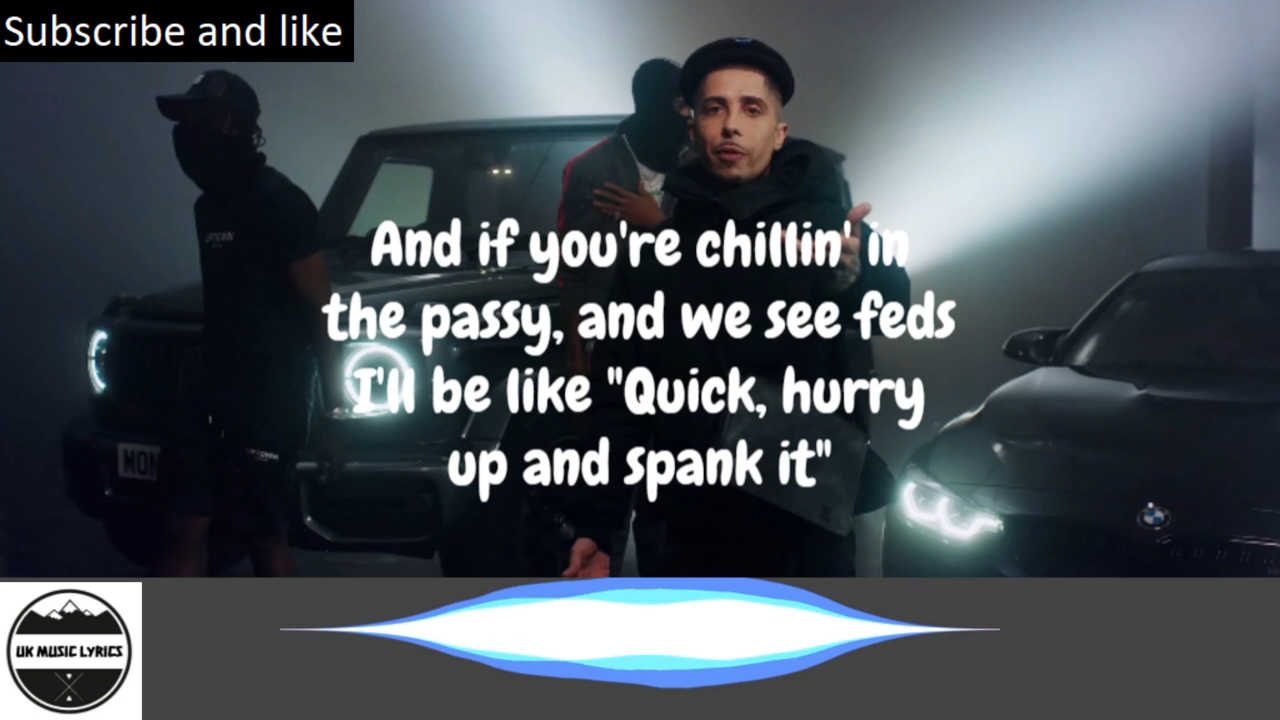 Subscribe and like
And if you're chillin' in
the passy, and we see feds
I'll be like "Quick, hurry
up and spank it"
MON
UK MUSIC LYRICS